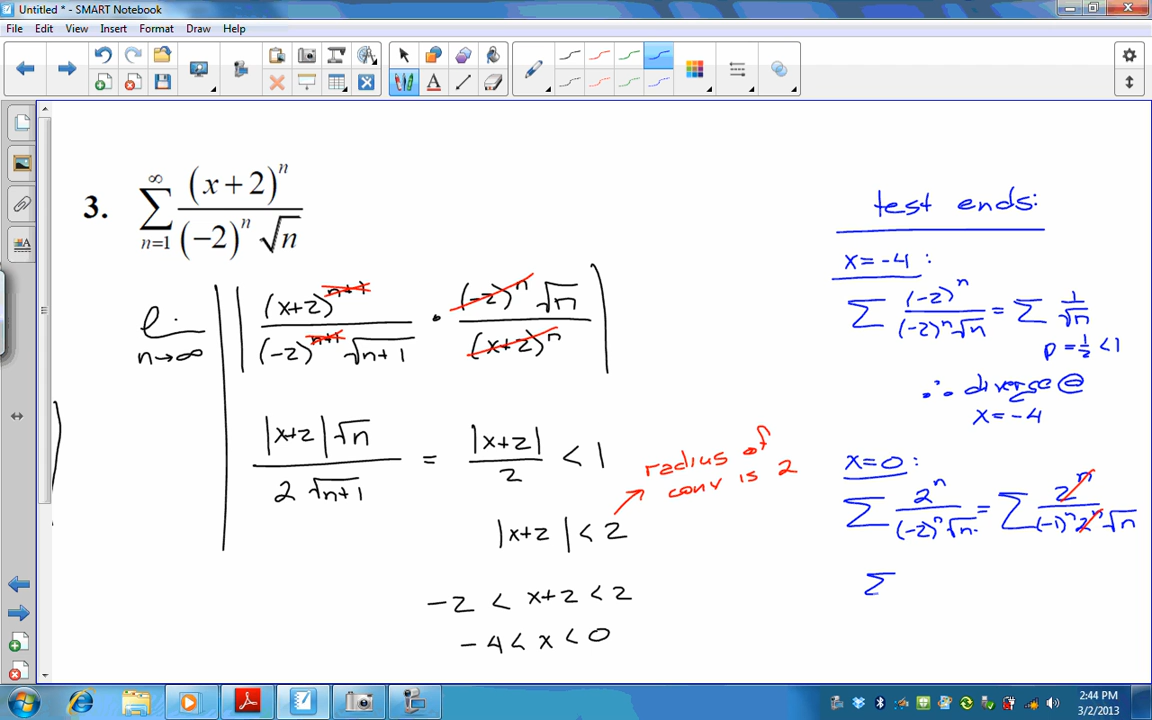 Untitled * - SMART Notebook
File Edit View Insert Format Draw Help
3. ∑_{n=1}^{∞} (x+2)^n / ((-2)^n √n)
lim_{n→∞} | (x+2)^{n+1} / ((-2)^{n+1} √n+1) • (-2)^n √n / (x+2)^n |
|x+2| √n / (2 √n+1) = |x+2| / 2 < 1
radius of
conv is 2
|x+2| < 2
-2 < x+2 < 2
-4 < x < 0
test ends:
x = -4 :
∑ (-2)^n / ((-2)^n √n) = ∑ 1/√n
p = 1/2 < 1
∴ diverge @
x = -4
x = 0 :
∑ 2^n / ((-2)^n √n) = ∑ 2^n / ((-1)^n 2^n √n)
∑
2:44 PM
3/2/2013